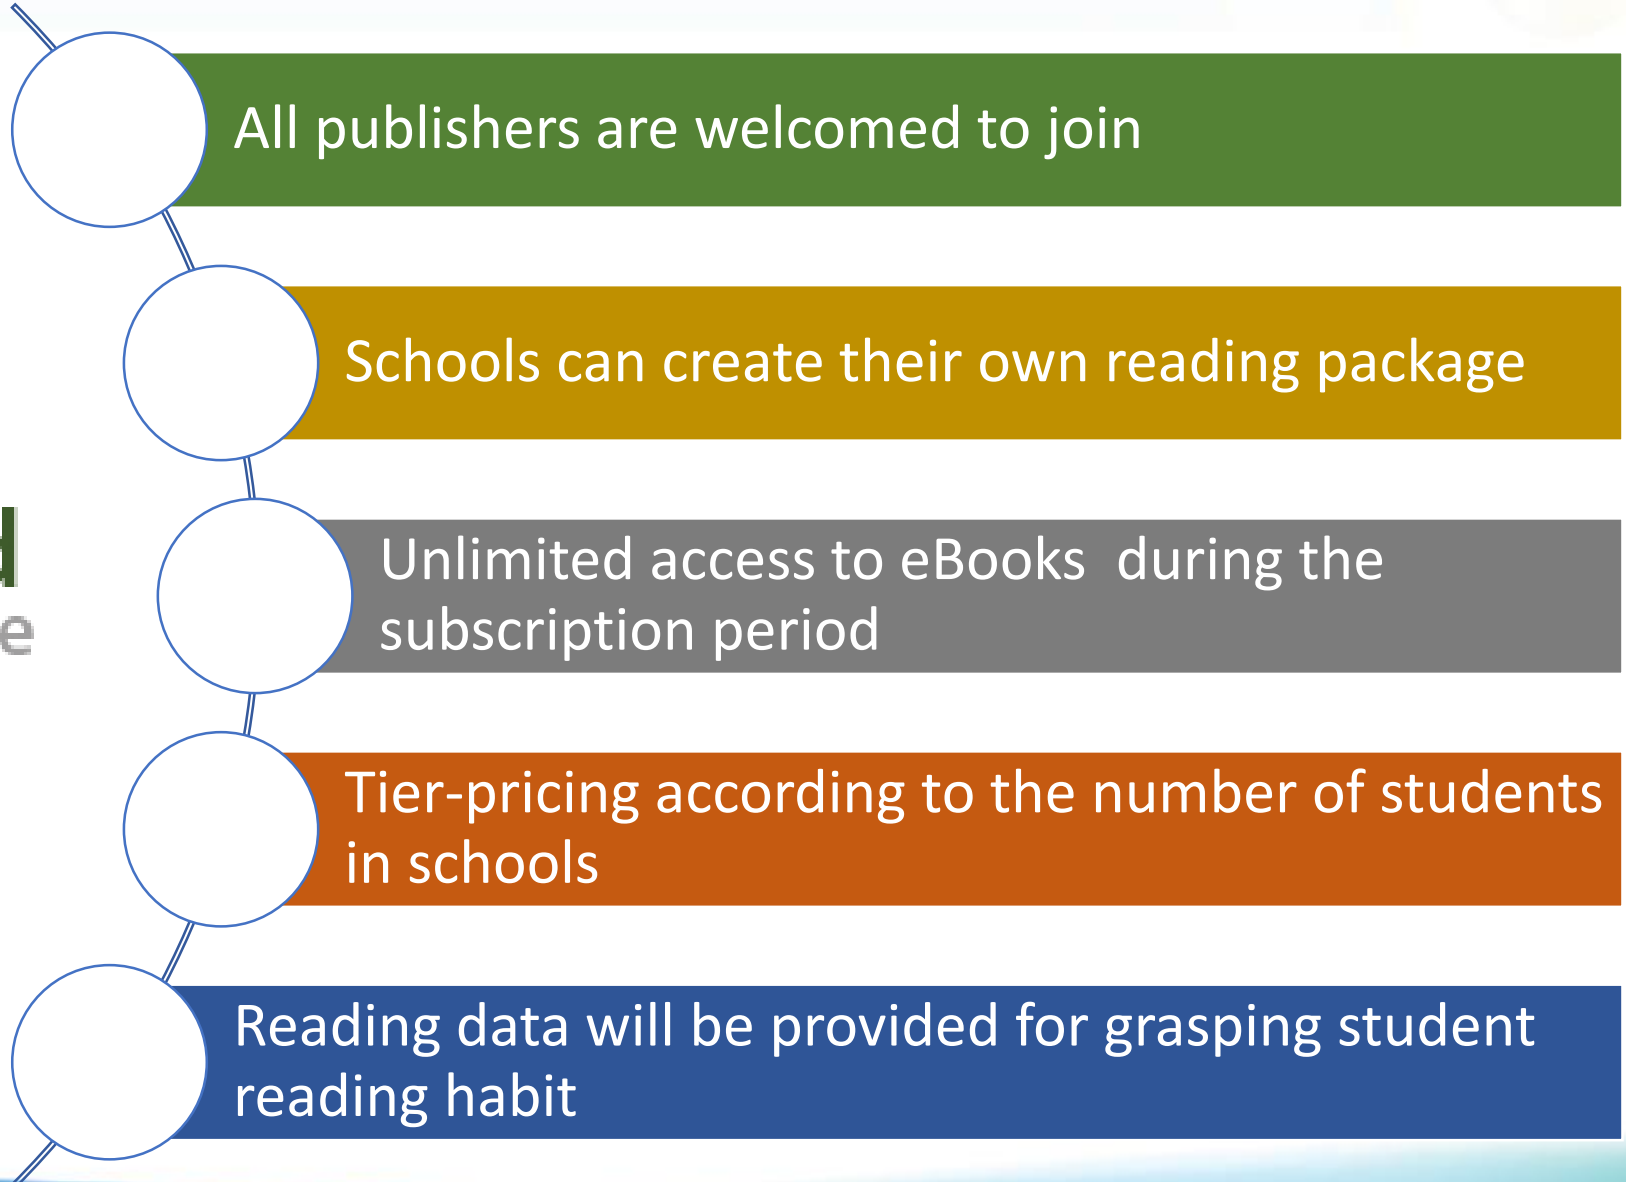 All publishers are welcomed to join
Schools can create their own reading package
Unlimited access to eBooks  during the
subscription period
Tier-pricing according to the number of students
in schools
Reading data will be provided for grasping student
reading habit